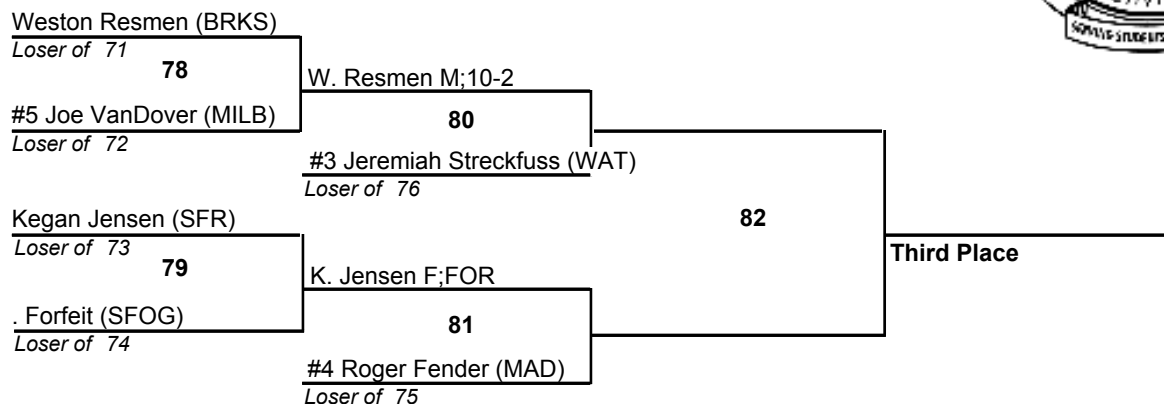 Weston Resmen (BRKS)
Loser of 71
78
W. Resmen M;10-2
#5 Joe VanDover (MILB)
Loser of 72
80
#3 Jeremiah Streckfuss (WAT)
Loser of 76
Kegan Jensen (SFR)
Loser of 73
82
79
Third Place
K. Jensen F;FOR
. Forfeit (SFOG)
Loser of 74
81
#4 Roger Fender (MAD)
Loser of 75